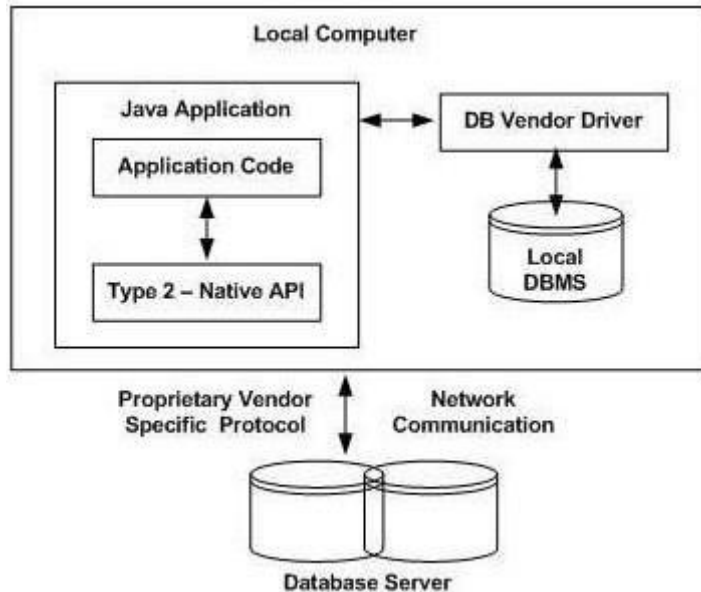 Local Computer
Java Application
Application Code
Type 2 – Native API
DB Vendor Driver
Local
DBMS
Proprietary Vendor
Specific Protocol
Network
Communication
Database Server